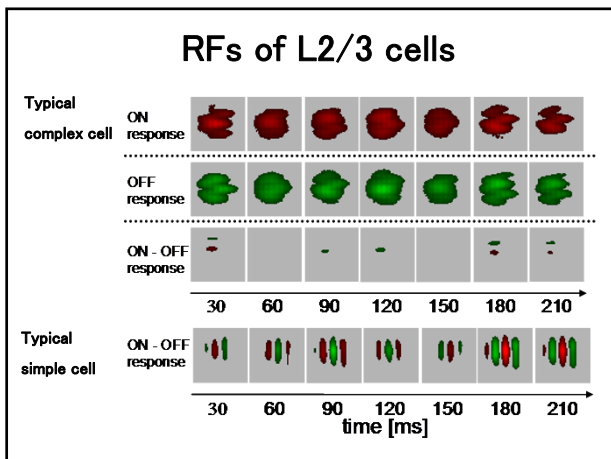 RFs of L2/3 cells
Typical
complex cell
ON
response
OFF
response
ON - OFF
response
30 60 90 120 150 180 210
Typical
simple cell
ON - OFF
response
30 60 90 120 150 180 210
time [ms]